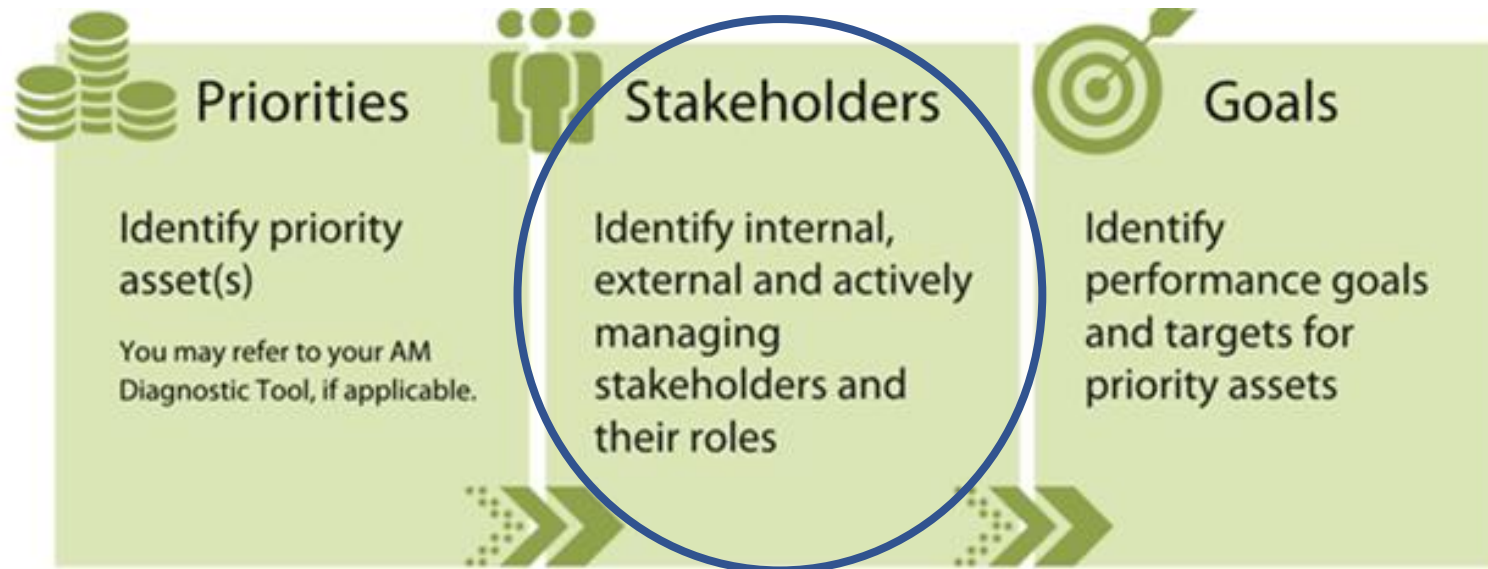 Priorities
Identify priority
asset(s)
You may refer to your AM
Diagnostic Tool, if applicable.
Stakeholders
Identify internal,
external and actively
managing
stakeholders and
their roles
Goals
Identify
performance goals
and targets for
priority assets